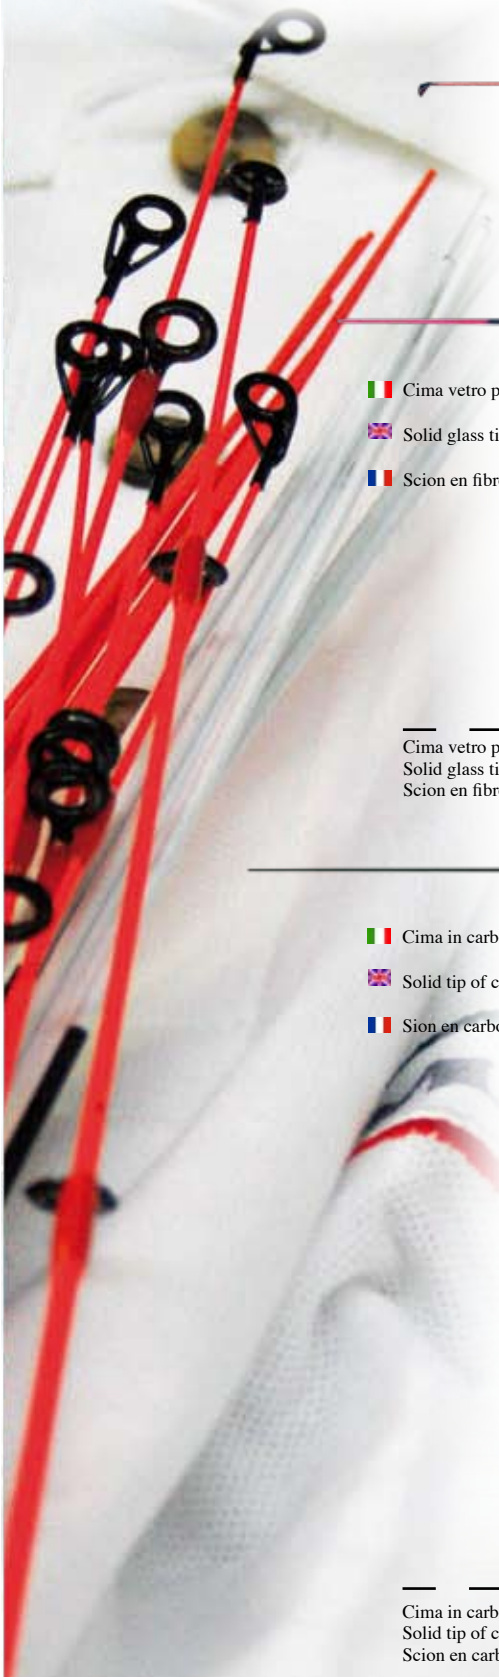 Cima vetro p
Solid glass ti
Scion en fibr
Cima vetro p
Solid glass ti
Scion en fibr
Cima in carb
Solid tip of c
Sion en carbo
Cima in carb
Solid tip of c
Scion en carb